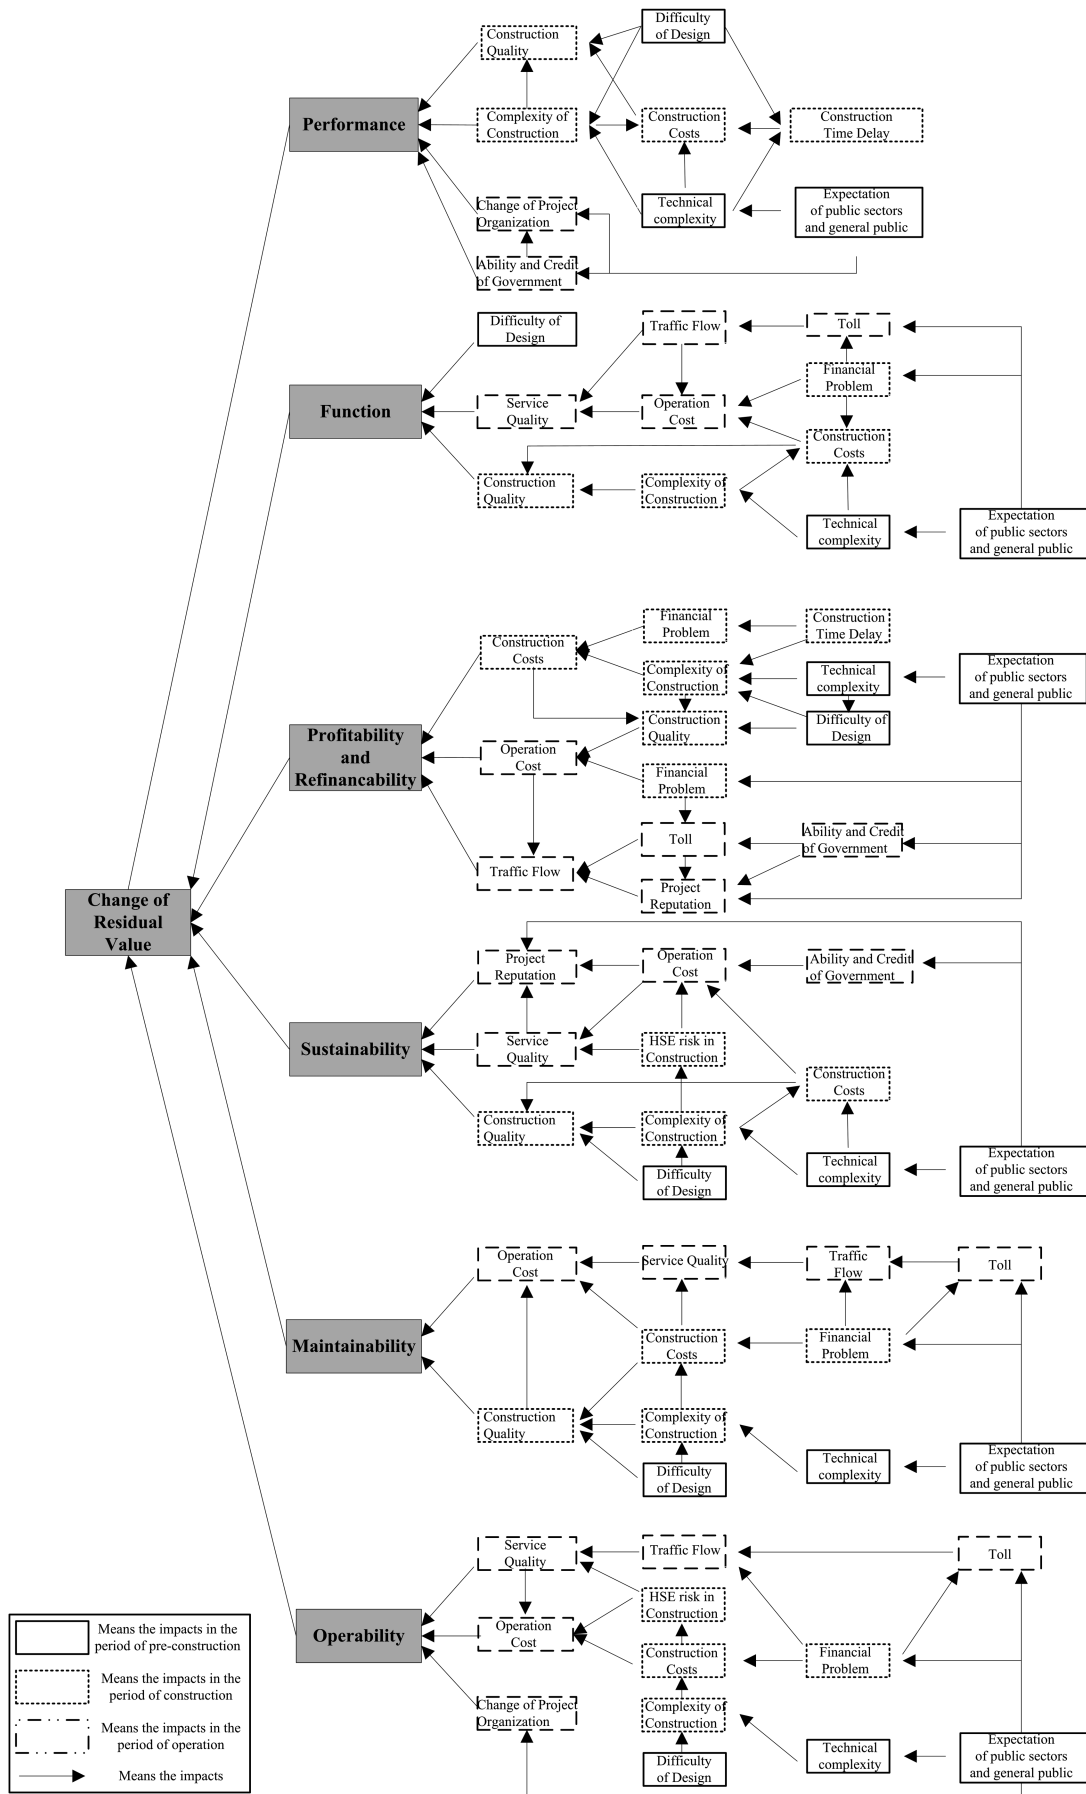 Difficulty
of Design
Construction
Quality
Performance
Complexity of
Construction
Construction
Costs
Construction
Time Delay
Change of Project
Organization
Technical
complexity
Expectation
of public sectors
and general public
Ability and Credit
of Government
Difficulty of
Design
Traffic Flow
Toll
Financial
Problem
Function
Service
Quality
Operation
Cost
Construction
Costs
Construction
Quality
Complexity of
Construction
Technical
complexity
Expectation
of public sectors
and general public
Financial
Problem
Construction
Time Delay
Construction
Costs
Complexity of
Construction
Technical
complexity
Expectation
of public sectors
and general public
Construction
Quality
Difficulty of
Design
Profitability
and
Refinancability
Operation
Cost
Financial
Problem
Toll
Ability and Credit
of Government
Traffic Flow
Project
Reputation
Change of
Residual
Value
Project
Reputation
Operation
Cost
Ability and Credit
of Government
Sustainability
Service
Quality
HSE risk in
Construction
Construction
Costs
Construction
Quality
Complexity of
Construction
Difficulty
of Design
Technical
complexity
Expectation
of public sectors
and general public
Operation
Cost
Service Quality
Traffic
Flow
Toll
Maintainability
Construction
Costs
Financial
Problem
Construction
Quality
Complexity of
Construction
Difficulty
of Design
Technical
complexity
Expectation
of public sectors
and general public
Service
Quality
Traffic Flow
Toll
HSE risk in
Construction
Operability
Operation
Cost
Construction
Costs
Financial
Problem
Change of Project
Organization
Complexity of
Construction
Difficulty
of Design
Technical
complexity
Expectation
of public sectors
and general public
Means the impacts in the
period of pre-construction
Means the impacts in the
period of construction
Means the impacts in the
period of operation
Means the impacts